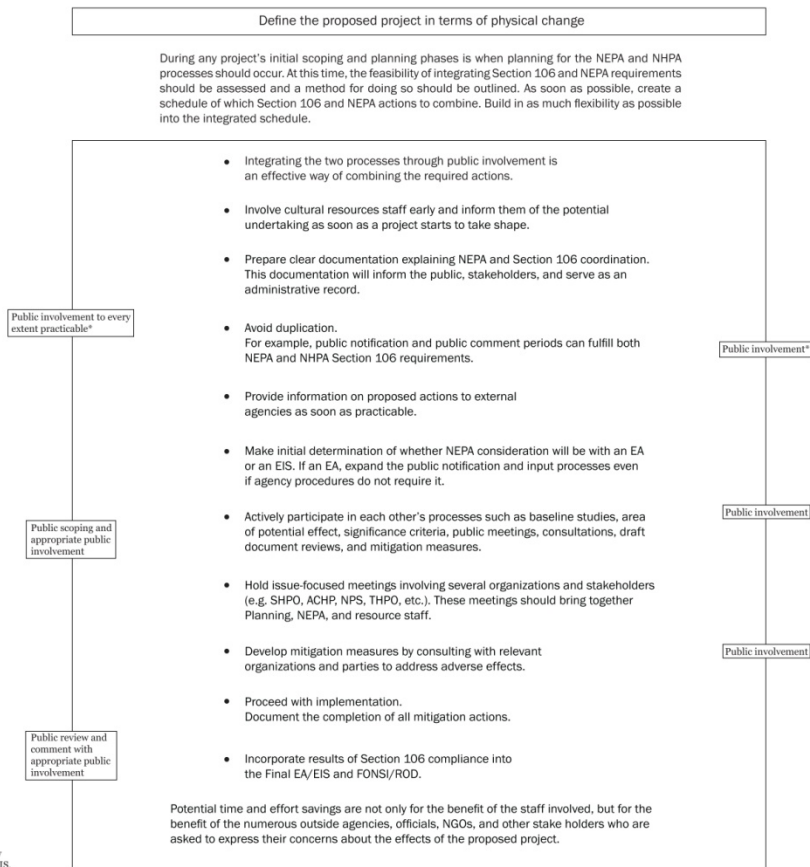 Define the proposed project in terms of physical change
During any project's initial scoping and planning phases is when planning for the NEPA and NHPA
processes should occur. At this time, the feasibility of integrating Section 106 and NEPA requirements
should be assessed and a method for doing so should be outlined. As soon as possible, create a
schedule of which Section 106 and NEPA actions to combine. Build in as much flexibility as possible
into the integrated schedule.
• Integrating the two processes through public involvement is
an effective way of combining the required actions.
• Involve cultural resources staff early and inform them of the potential
undertaking as soon as a project starts to take shape.
• Prepare clear documentation explaining NEPA and Section 106 coordination.
This documentation will inform the public, stakeholders, and serve as an
administrative record.
Public involvement to every
extent practicable*
• Avoid duplication.
For example, public notification and public comment periods can fulfill both
NEPA and NHPA Section 106 requirements.
Public involvement*
• Provide information on proposed actions to external
agencies as soon as practicable.
• Make initial determination of whether NEPA consideration will be with an EA
or an EIS. If an EA, expand the public notification and input processes even
if agency procedures do not require it.
Public scoping and
appropriate public
involvement
• Actively participate in each other's processes such as baseline studies, area
of potential effect, significance criteria, public meetings, consultations, draft
document reviews, and mitigation measures.
Public involvement
• Hold issue-focused meetings involving several organizations and stakeholders
(e.g. SHPO, ACHP, NPS, THPO, etc.). These meetings should bring together
Planning, NEPA, and resource staff.
• Develop mitigation measures by consulting with relevant
organizations and parties to address adverse effects.
Public involvement
• Proceed with implementation.
Document the completion of all mitigation actions.
Public review and
comment with
appropriate public
involvement
• Incorporate results of Section 106 compliance into
the Final EA/EIS and FONSI/ROD.
Potential time and effort savings are not only for the benefit of the staff involved, but for the
benefit of the numerous outside agencies, officials, NGOs, and other stake holders who are
asked to express their concerns about the effects of the proposed project.